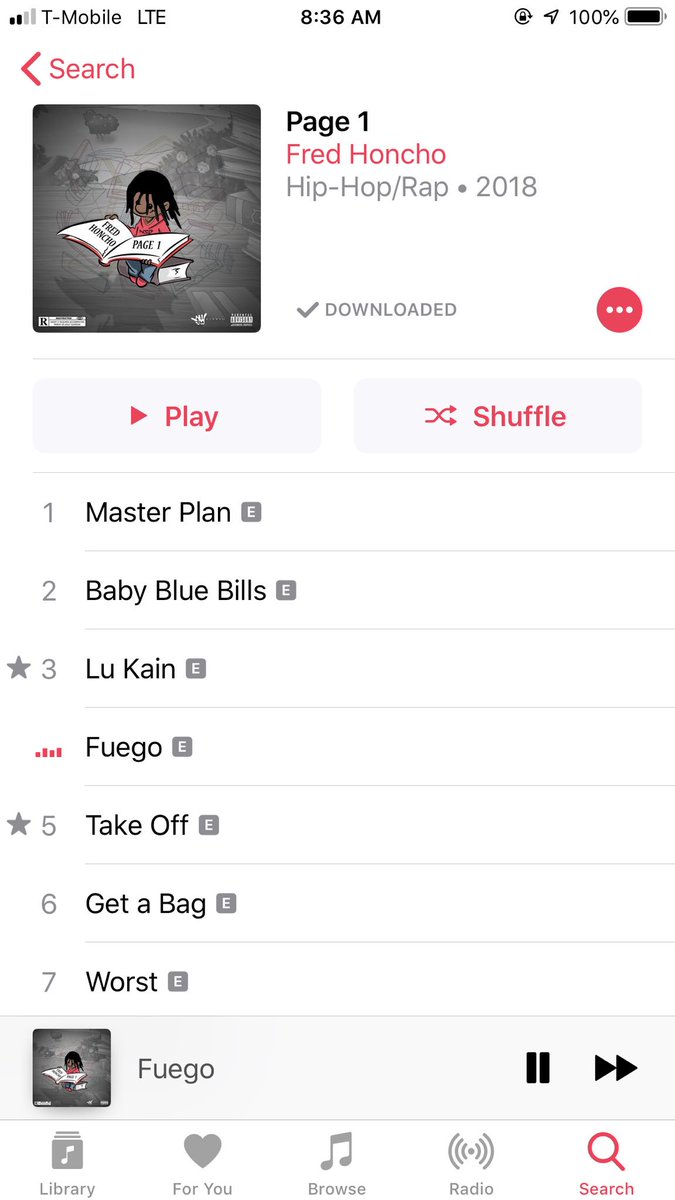 T-Mobile LTE 8:36 AM 100%
Search
Page 1
Fred Honcho
Hip-Hop/Rap • 2018
FRED HONCHO
PAGE 1
R
DOWNLOADED
Play
Shuffle
1 Master Plan E
2 Baby Blue Bills E
3 Lu Kain E
Fuego E
5 Take Off E
6 Get a Bag E
7 Worst E
Fuego
Library For You Browse Radio Search